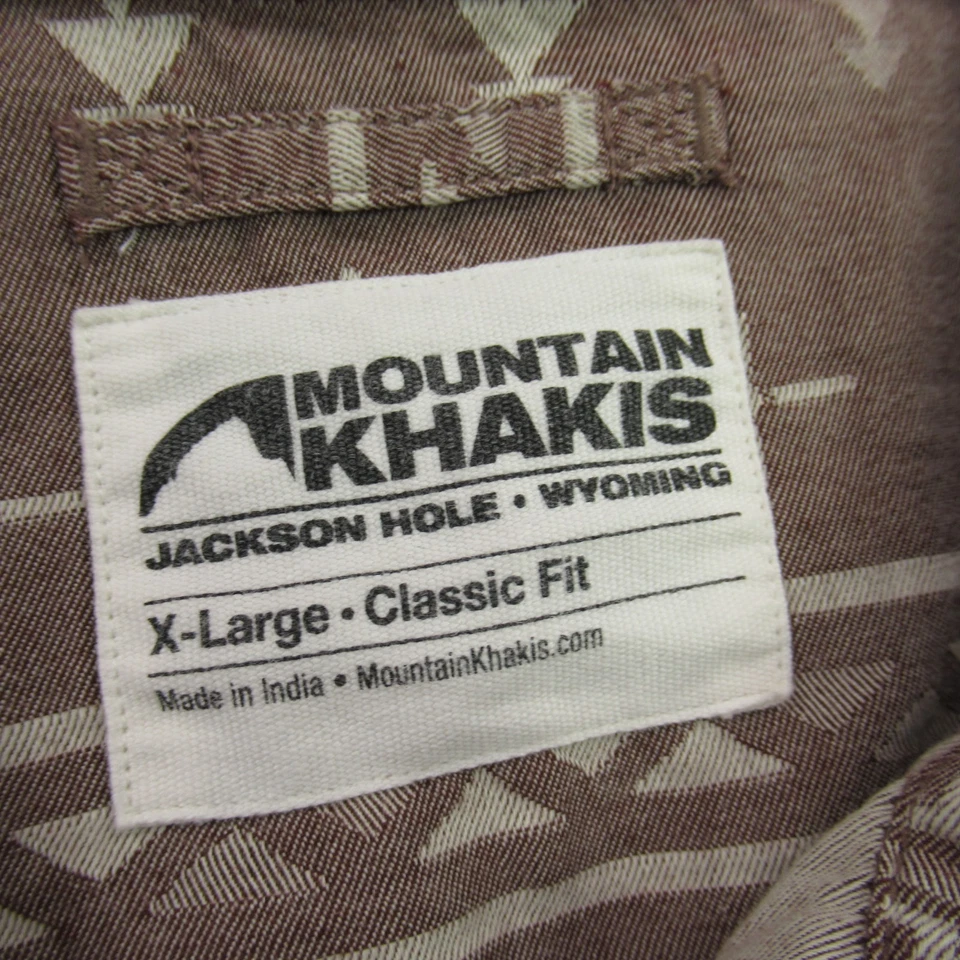 MOUNTAIN
KHAKIS
JACKSON HOLE • WYOMING
X-Large • Classic Fit
Made in India • MountainKhakis.com